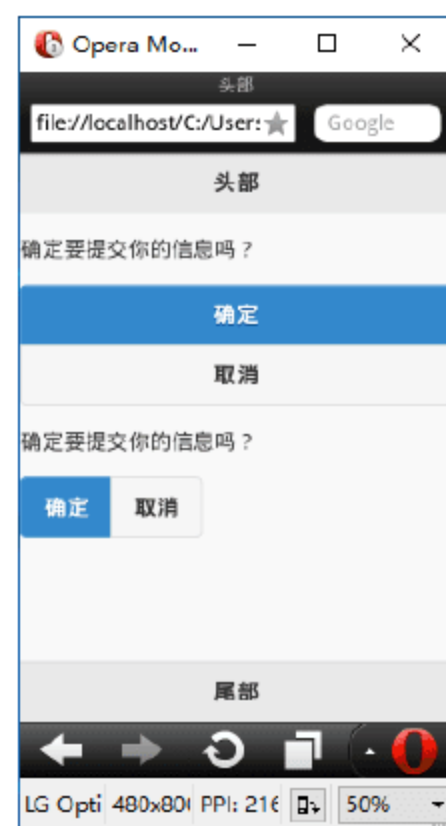 Opera Mo...
头部
file://localhost/C:/User: Google
头部
确定要提交你的信息吗？
确定
取消
确定要提交你的信息吗？
确定 取消
尾部
LG Opti 480x80 PPI: 216 50%